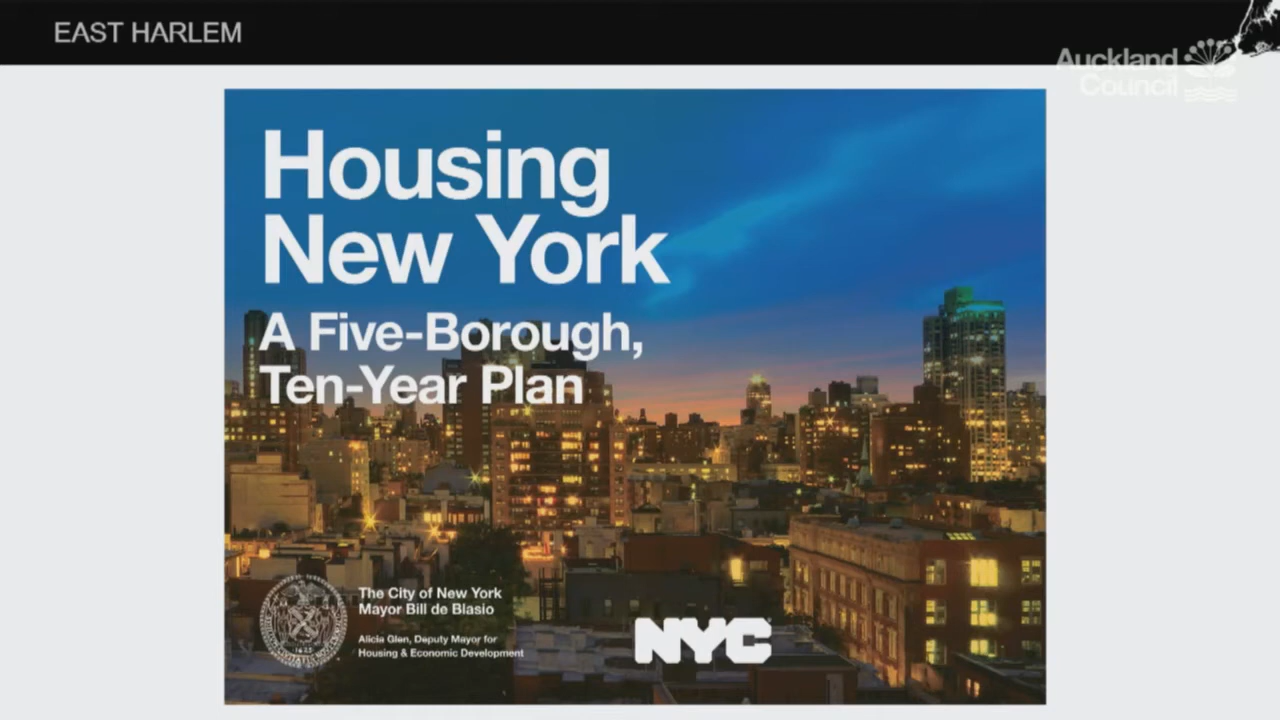 EAST HARLEM
Auckland
Council
Housing
New York
A Five-Borough,
Ten-Year Plan
The City of New York
Mayor Bill de Blasio
Alicia Glen, Deputy Mayor for
Housing & Economic Development
NYC